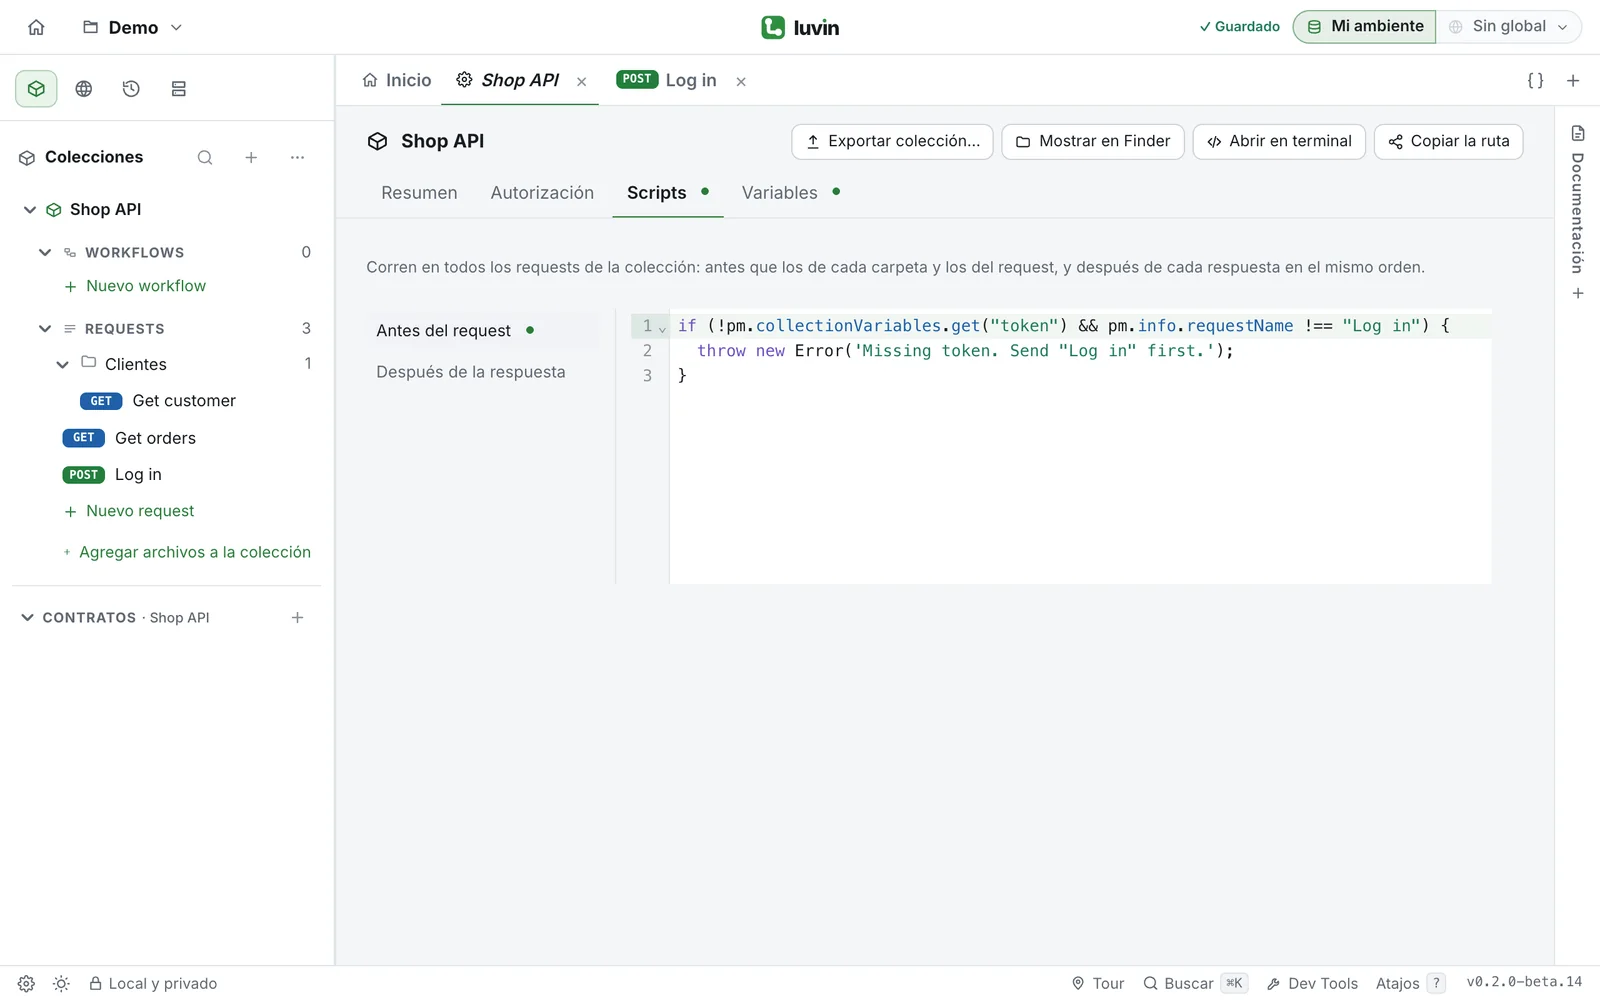 Demo
luvin
Guardado
Mi ambiente
Sin global
Inicio
Shop API
POST Log in
{}
Colecciones
Shop API
WORKFLOWS 0
+ Nuevo workflow
REQUESTS 3
Clientes 1
GET Get customer
GET Get orders
POST Log in
+ Nuevo request
+ Agregar archivos a la colección
CONTRATOS · Shop API
Shop API
Exportar colección...
Mostrar en Finder
Abrir en terminal
Copiar la ruta
Resumen
Autorización
Scripts
Variables
Corren en todos los requests de la colección: antes que los de cada carpeta y los del request, y después de cada respuesta en el mismo orden.
Antes del request
Después de la respuesta
1 if (!pm.collectionVariables.get("token") && pm.info.requestName !== "Log in") {
2 throw new Error('Missing token. Send "Log in" first.');
3 }
Documentación
Local y privado
Tour
Buscar ⌘K
Dev Tools
Atajos ?
v0.2.0-beta.14